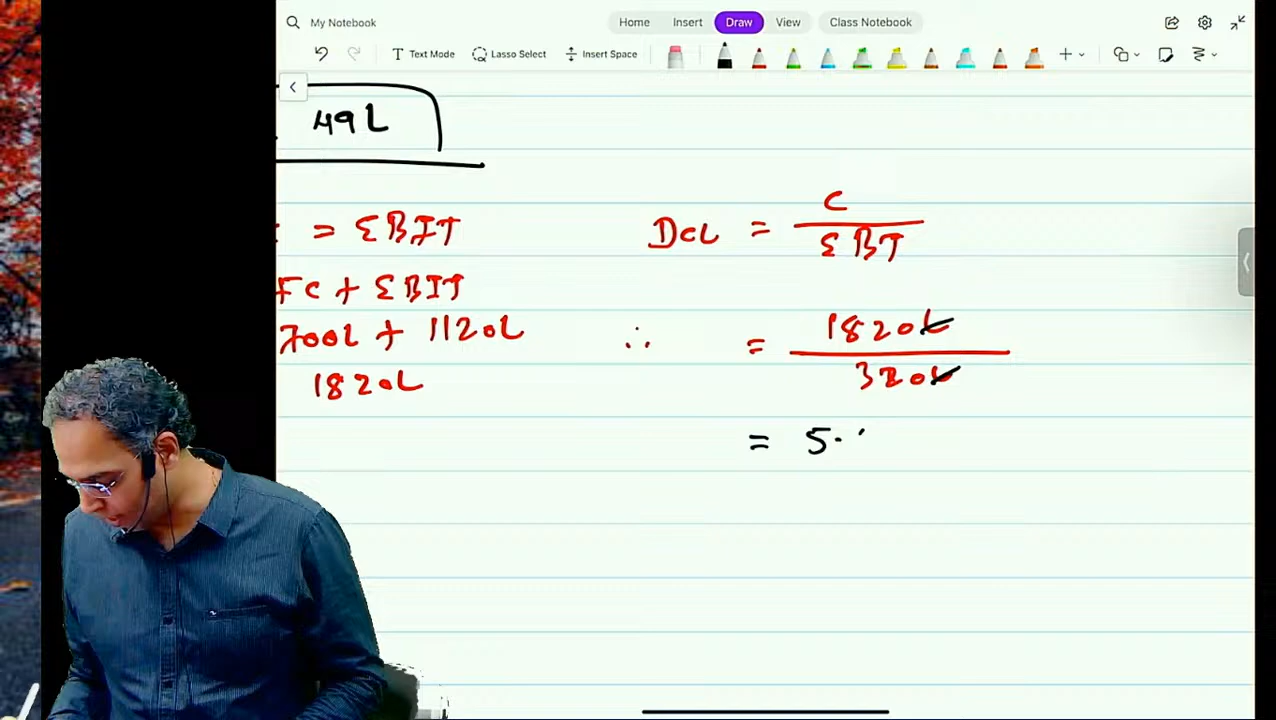 My Notebook
Home Insert Draw View Class Notebook
Text Mode Lasso Select Insert Space
49L
= EBIT
FC + EBIT
700L + 1120L
1820L
DCL = C / EBT
∴ = 1820L / 320L
= 5.